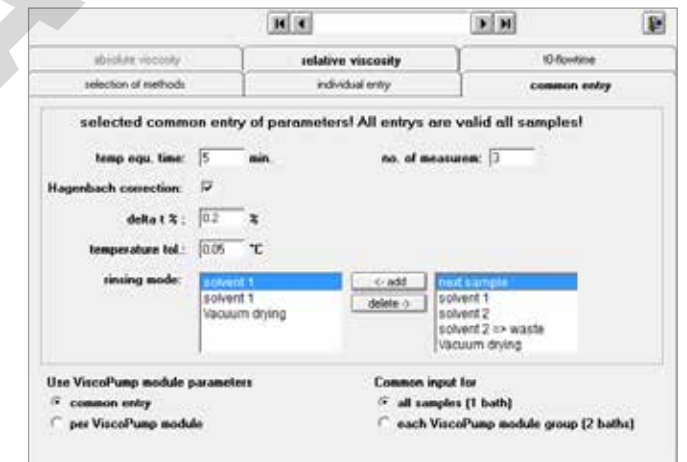 absolute viscosity relative viscosity t0-flowtime
selection of methods individual entry common entry
selected common entry of parameters! All entrys are valid all samples!
temp equ. time: 5 min. no. of measurem: 3
Hagenbach correction:
delta t % : 0.2 %
temperature tol.: 0.05 °C
rinsing mode: solvent 1 <- add next sample
solvent 1 delete -> solvent 1
Vacuum drying solvent 2
solvent 2 => waste
Vacuum drying
Use ViscoPump module parameters Common input for
common entry all samples (1 bath)
per ViscoPump module each ViscoPump module group (2 baths)